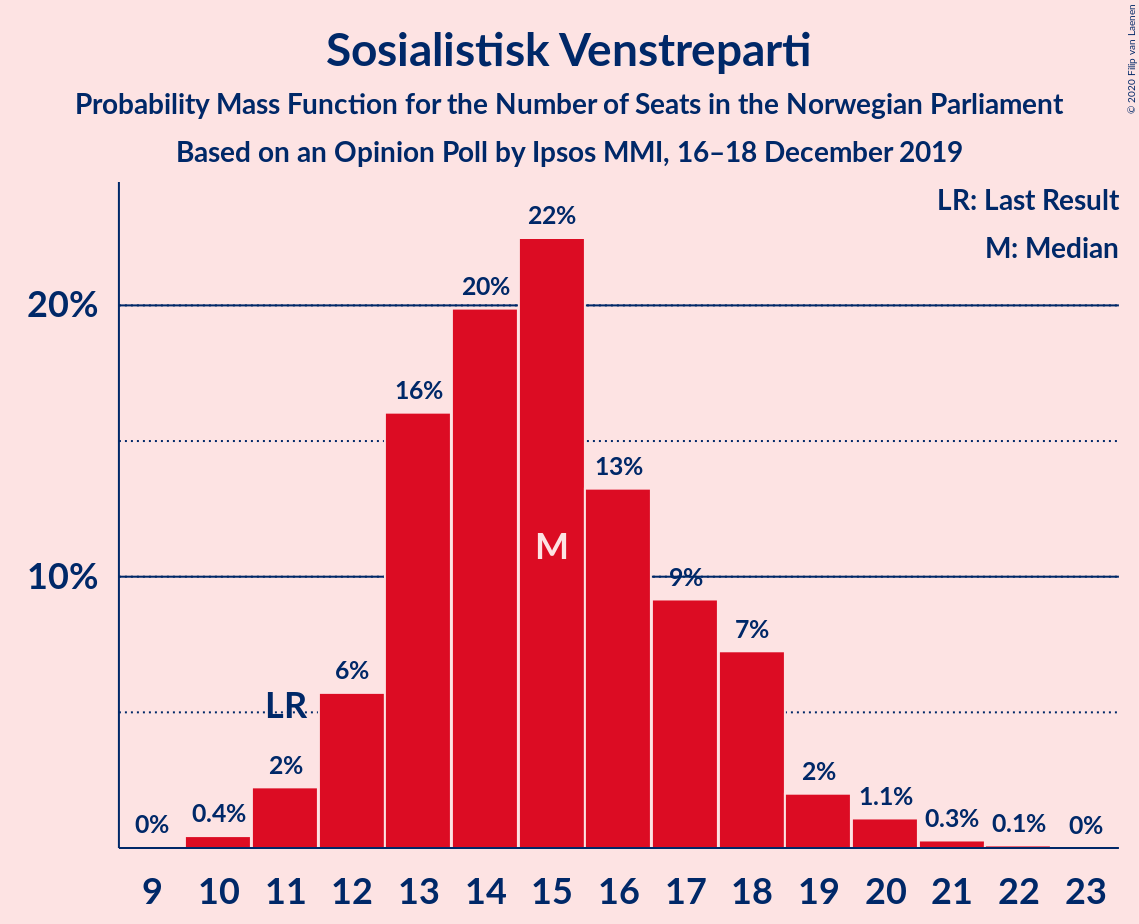 Sosialistisk Venstreparti
Probability Mass Function for the Number of Seats in the Norwegian Parliament
Based on an Opinion Poll by Ipsos MMI, 16–18 December 2019
© 2020 Filip van Laenen
LR: Last Result
M: Median
20%
10%
0%
0.4%
2%
LR
6%
16%
20%
22%
M
13%
9%
7%
2%
1.1%
0.3%
0.1%
0%
9 10 11 12 13 14 15 16 17 18 19 20 21 22 23